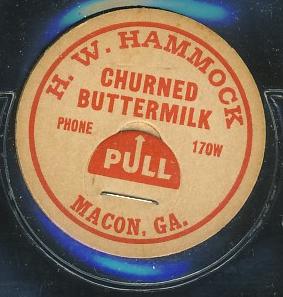 H. W. HAMMOCK
CHURNED
BUTTERMILK
PHONE 170W
PULL
MACON, GA.